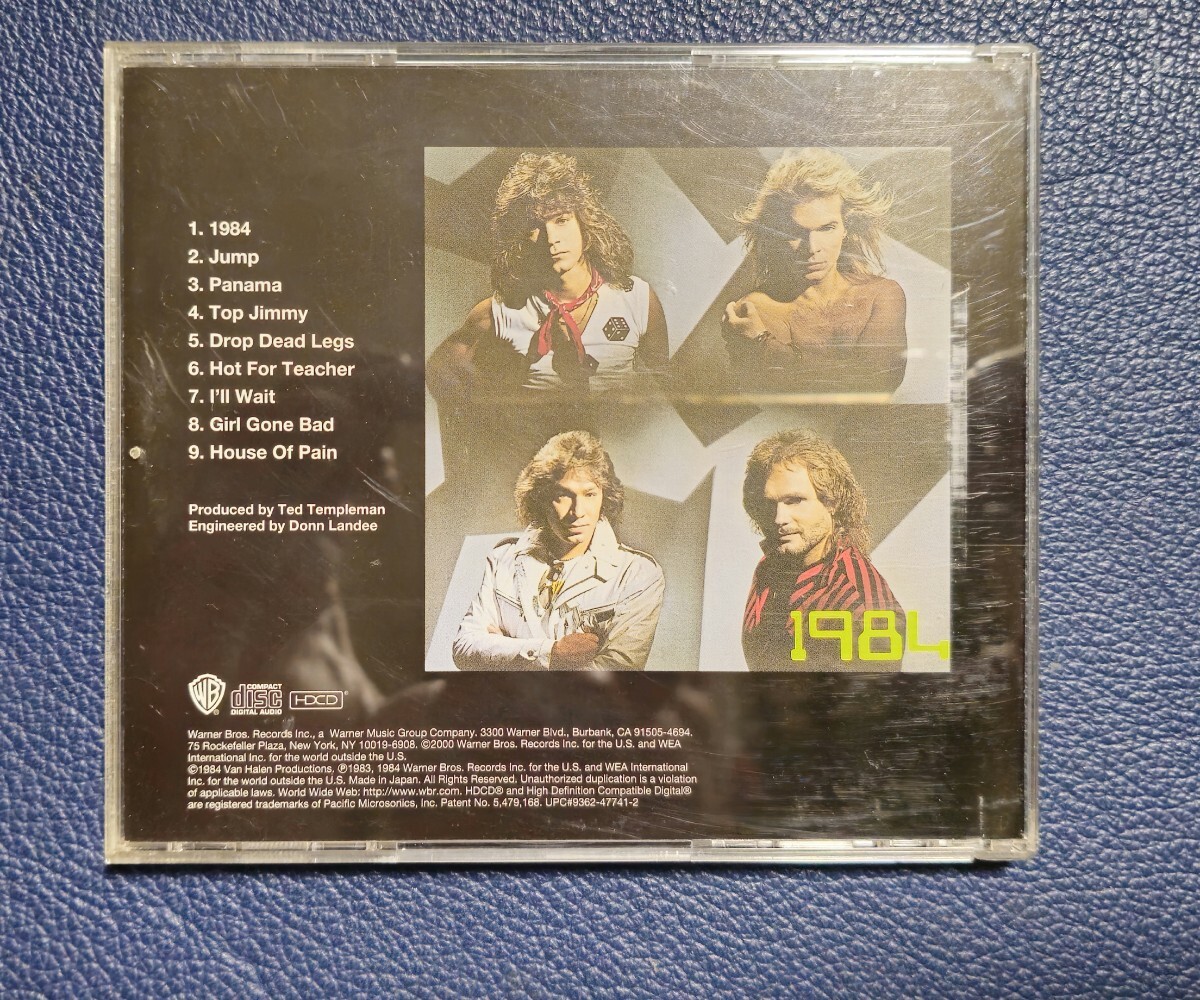 1. 1984
2. Jump
3. Panama
4. Top Jimmy
5. Drop Dead Legs
6. Hot For Teacher
7. I'll Wait
8. Girl Gone Bad
9. House Of Pain
Produced by Ted Templeman
Engineered by Donn Landee
1984
WB
COMPACT
disc
DIGITAL AUDIO
HDCD®
Warner Bros. Records Inc., a Warner Music Group Company. 3300 Warner Blvd., Burbank, CA 91505-4694.
75 Rockefeller Plaza, New York, NY 10019-6908. ©2000 Warner Bros. Records Inc. for the U.S. and WEA
International Inc. for the world outside the U.S.
©1984 Van Halen Productions, ℗1983, 1984 Warner Bros. Records Inc. for the U.S. and WEA International
Inc. for the world outside the U.S. Made in Japan. All Rights Reserved. Unauthorized duplication is a violation
of applicable laws. World Wide Web: http://www.wbr.com. HDCD® and High Definition Compatible Digital®
are registered trademarks of Pacific Microsonics, Inc. Patent No. 5,479,168. UPC#9362-47741-2